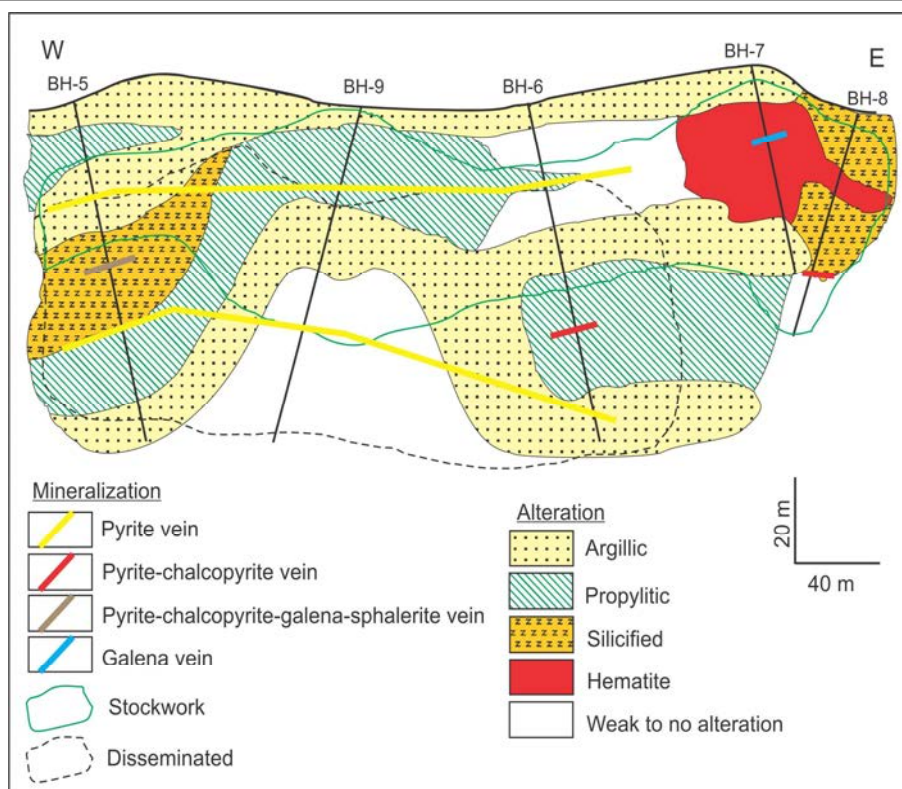 W
E
BH-5
BH-9
BH-6
BH-7
BH-8
Mineralization
Pyrite vein
Pyrite-chalcopyrite vein
Pyrite-chalcopyrite-galena-sphalerite vein
Galena vein
Stockwork
Disseminated
Alteration
Argillic
Propylitic
Silicified
Hematite
Weak to no alteration
20 m
40 m